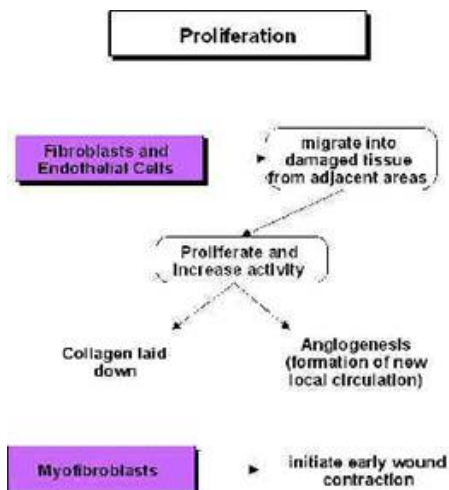 Proliferation
Fibroblasts and
Endothelial Cells
migrate into
damaged tissue
from adjacent areas
Proliferate and
Increase activity
Collagen laid
down
Angiogenesis
(formation of new
local circulation)
Myofibroblasts
initiate early wound
contraction